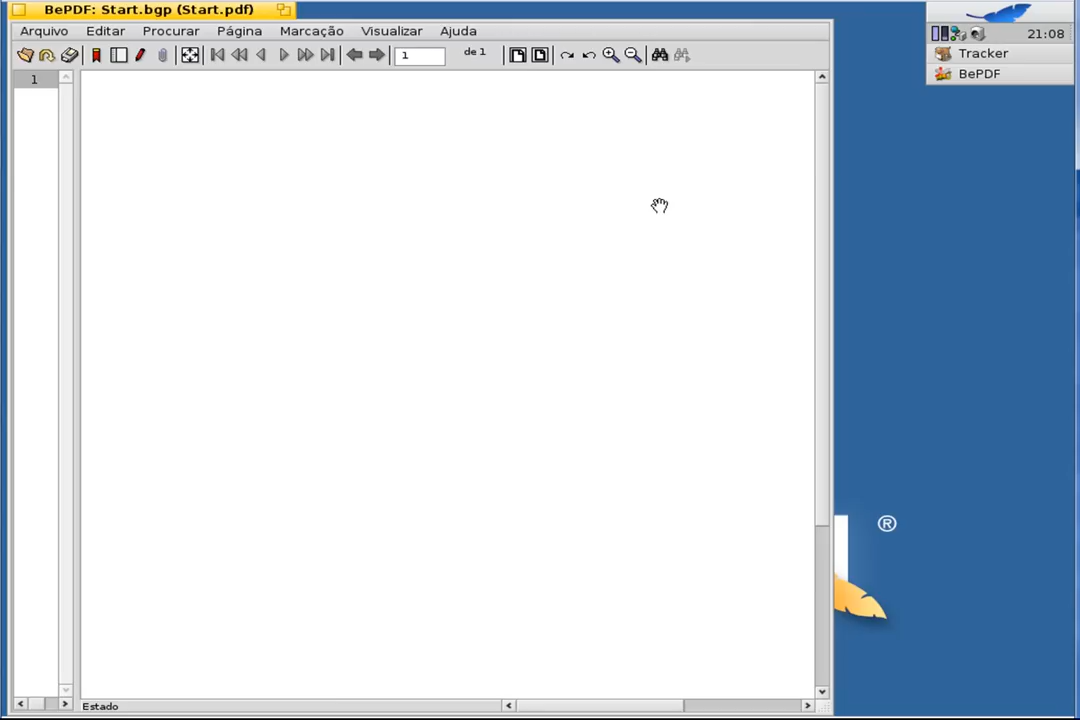 BePDF: Start.bgp (Start.pdf)
Arquivo Editar Procurar Página Marcação Visualizar Ajuda
1 de 1
1
Estado
21:08
Tracker
BePDF
®